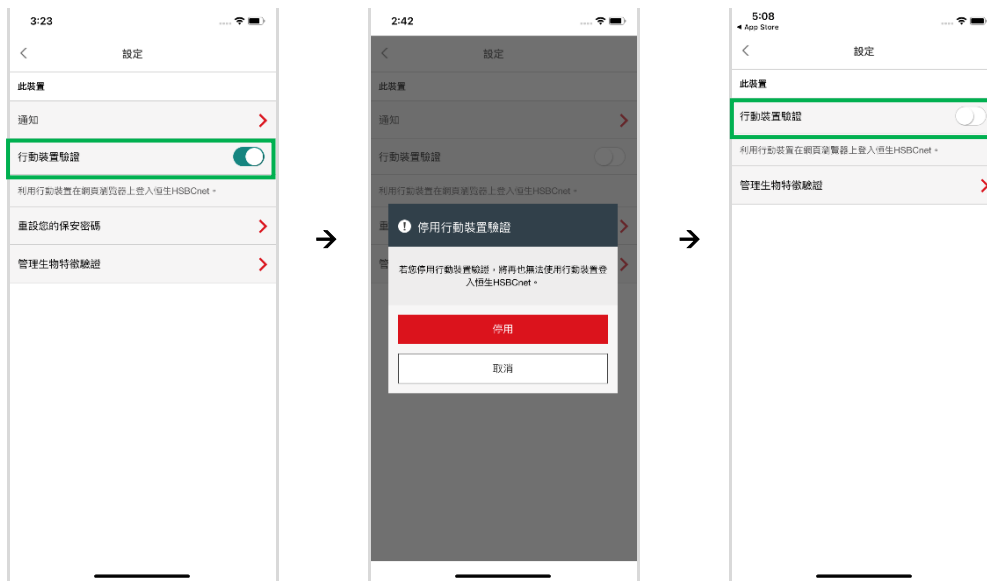 3:23
設定
此裝置
通知
行動裝置驗證
利用行動裝置在網頁瀏覽器上登入恒生HSBCnet。
重設您的保安密碼
管理生物特徵驗證
→
2:42
設定
此裝置
通知
行動裝置驗證
利用行動裝置在網頁瀏覽器上登入恒生HSBCnet。
重
管
停用行動裝置驗證
若您停用行動裝置驗證，將再也無法使用行動裝置登
入恒生HSBCnet。
停用
取消
→
5:08
◀ App Store
設定
此裝置
行動裝置驗證
利用行動裝置在網頁瀏覽器上登入恒生HSBCnet。
管理生物特徵驗證